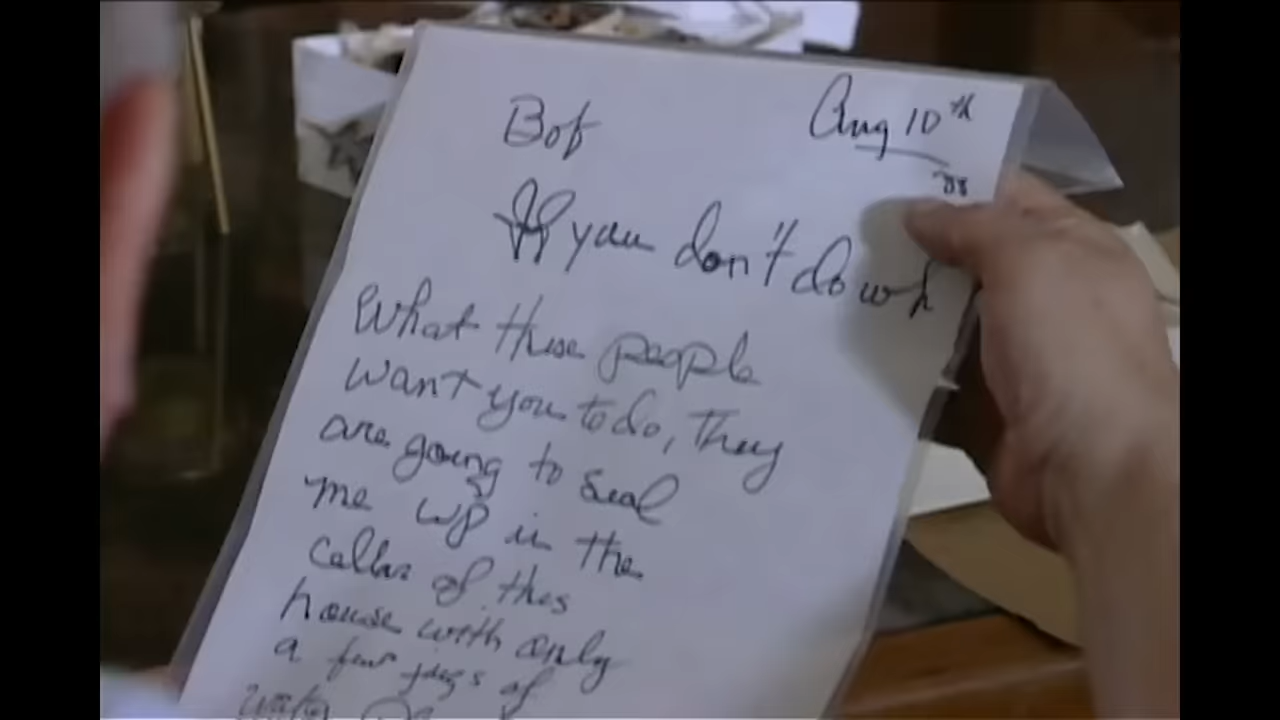 Bob
Aug 10th
'88
If you don't do wh
What these people
want you to do, they
are going to seal
me up in the
cellar of this
house with only
a few jugs of
water